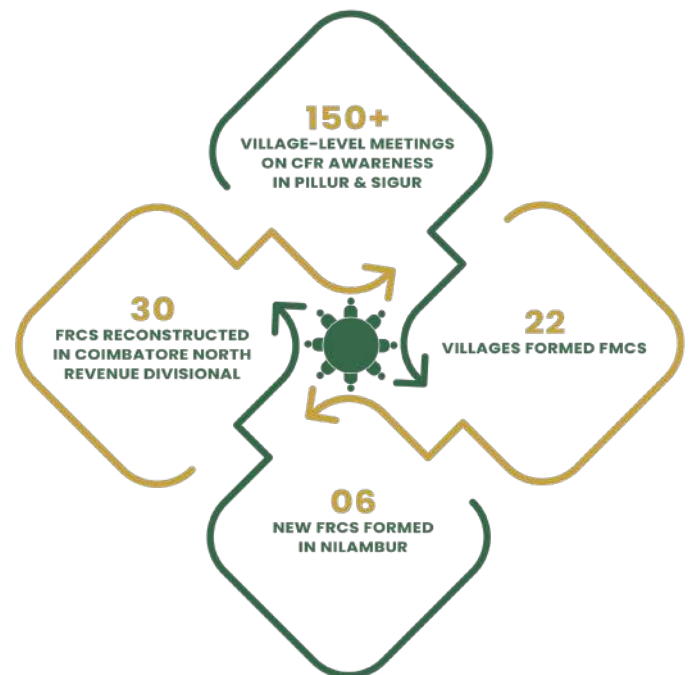 150+
VILLAGE-LEVEL MEETINGS
ON CFR AWARENESS
IN PILLUR & SIGUR
30
FRCS RECONSTRUCTED
IN COIMBATORE NORTH
REVENUE DIVISIONAL
22
VILLAGES FORMED FMCS
06
NEW FRCS FORMED
IN NILAMBUR